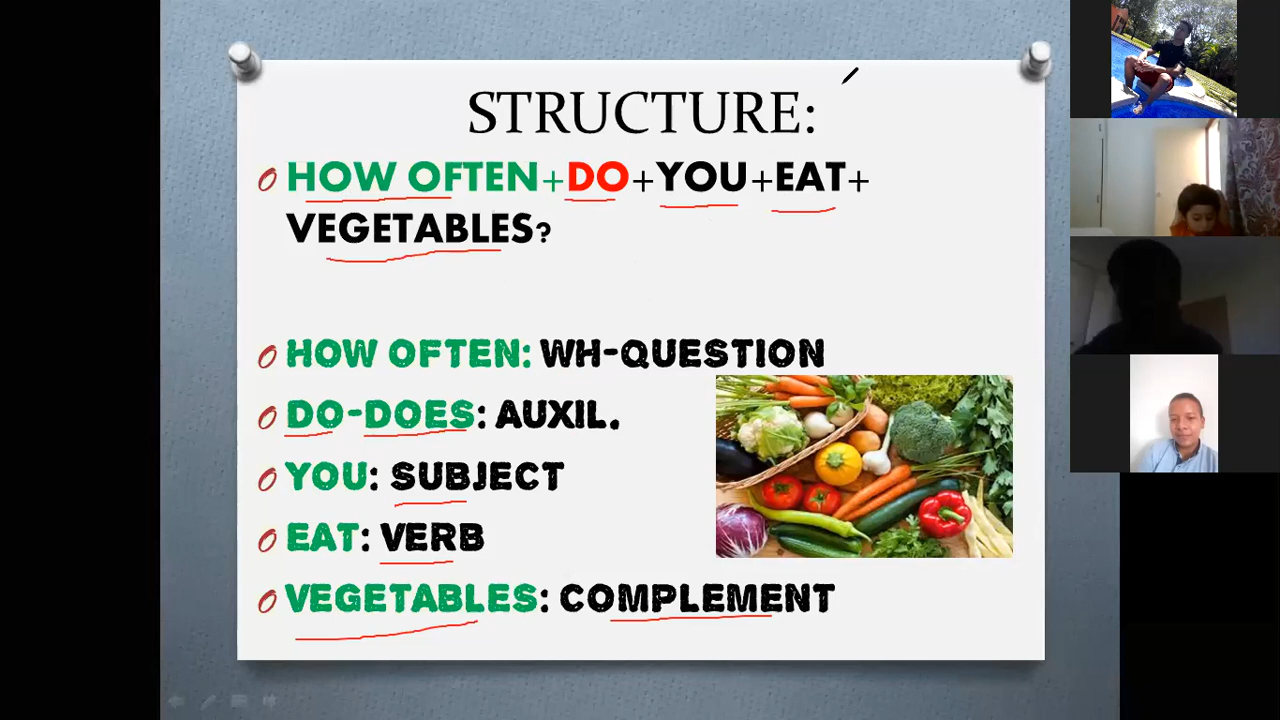 STRUCTURE:
HOW OFTEN+DO+YOU+EAT+
VEGETABLES?
HOW OFTEN: WH-QUESTION
DO-DOES: AUXIL.
YOU: SUBJECT
EAT: VERB
VEGETABLES: COMPLEMENT